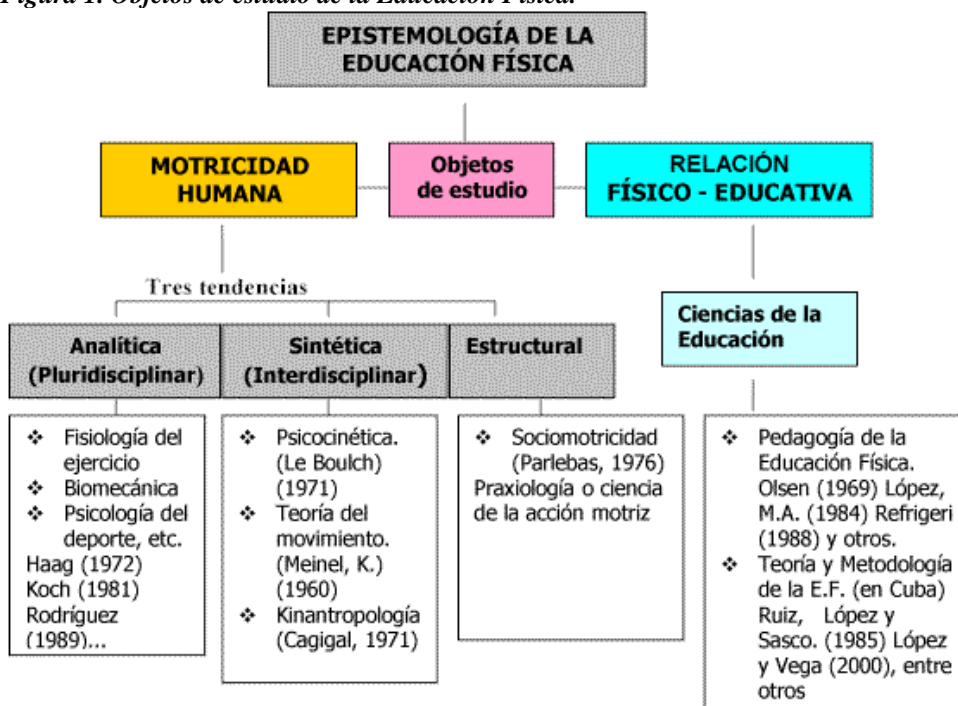 Figura 1. Objetos de estudio de la Educación Física.
EPISTEMOLOGÍA DE LA
EDUCACIÓN FÍSICA
MOTRICIDAD
HUMANA
Objetos
de estudio
RELACIÓN
FÍSICO - EDUCATIVA
Tres tendencias
Analítica
(Pluridisciplinar)
Sintética
(Interdisciplinar)
Estructural
Ciencias de la
Educación
❖ Fisiología del
ejercicio
❖ Biomecánica
❖ Psicología del
deporte, etc.
Haag (1972)
Koch (1981)
Rodríguez
(1989)...
❖ Psicocinética.
(Le Boulch)
(1971)
❖ Teoría del
movimiento.
(Meinel, K.)
(1960)
❖ Kinantropología
(Cagigal, 1971)
❖ Sociomotricidad
(Parlebas, 1976)
Praxiología o ciencia
de la acción motriz
❖ Pedagogía de la
Educación Física.
Olsen (1969) López,
M.A. (1984) Refrigeri
(1988) y otros.
❖ Teoría y Metodología
de la E.F. (en Cuba)
Ruiz, López y
Sasco. (1985) López
y Vega (2000), entre
otros